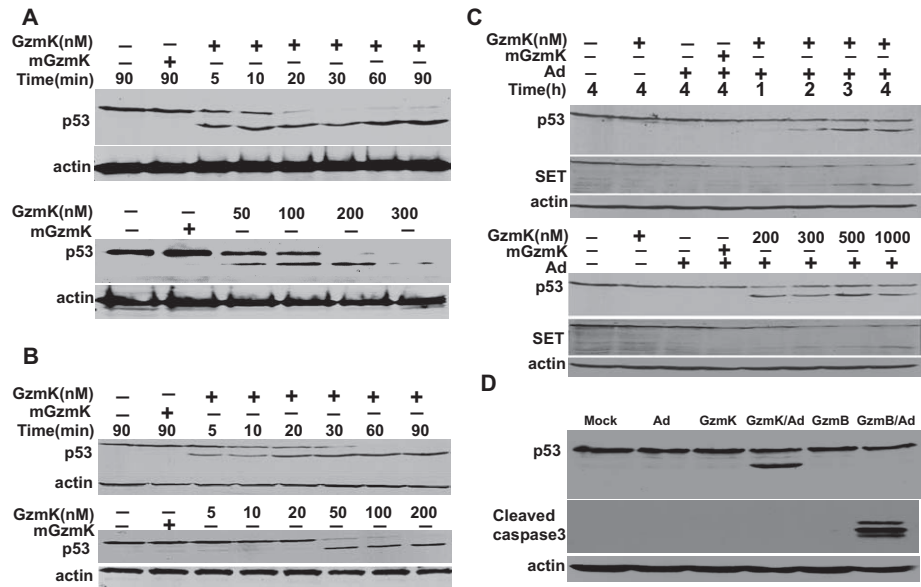 A
GzmK(nM) – – + + + + + +
mGzmK – + – – – – – –
Time(min) 90 90 5 10 20 30 60 90
p53
actin
GzmK(nM) – – 50 100 200 300
mGzmK – + – – – –
p53
actin
B
GzmK(nM) – – + + + + + +
mGzmK – + – – – – – –
Time(min) 90 90 5 10 20 30 60 90
p53
actin
GzmK(nM) – – 5 10 20 50 100 200
mGzmK – + – – – – – –
p53
actin
C
GzmK(nM) – + – – + + + +
mGzmK – – – + – – – –
Ad – – + + + + + +
Time(h) 4 4 4 4 1 2 3 4
p53
SET
actin
GzmK(nM) – + – – 200 300 500 1000
mGzmK – – – + – – – –
Ad – – + + + + + +
p53
SET
actin
D
Mock Ad GzmK GzmK/Ad GzmB GzmB/Ad
p53
Cleaved
caspase3
actin